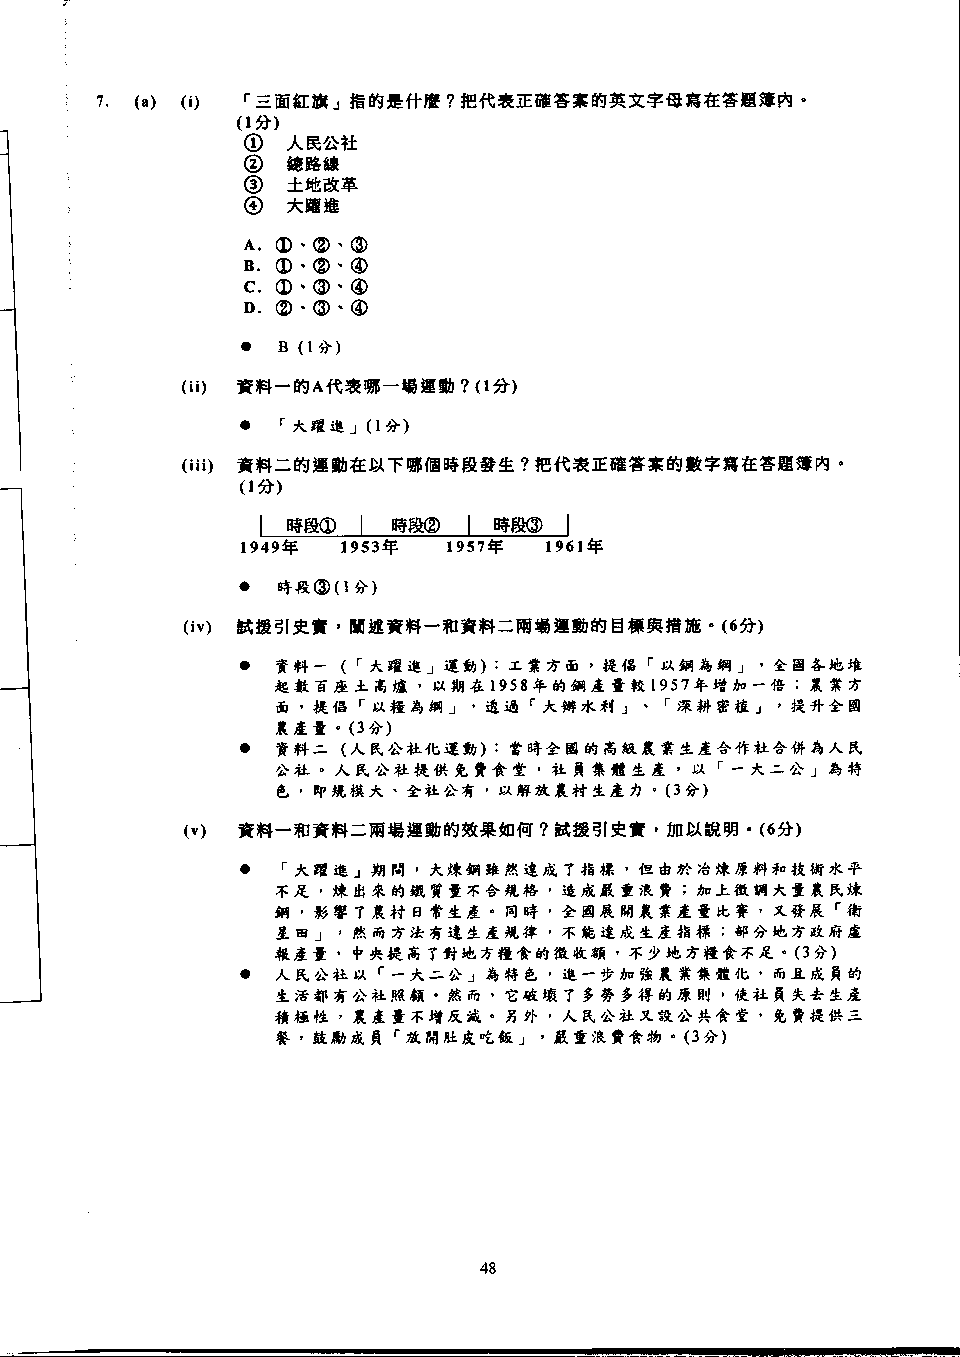 7. (a) (i) 「三面紅旗」指的是什麼？把代表正確答案的英文字母寫在答題簿內。
(1分)
① 人民公社
② 總路線
③ 土地改革
④ 大躍進
A. ①、②、③
B. ①、②、④
C. ①、③、④
D. ②、③、④
● B (1分)
(ii) 資料一的A代表哪一場運動？(1分)
● 「大躍進」(1分)
(iii) 資料二的運動在以下哪個時段發生？把代表正確答案的數字寫在答題簿內。
(1分)
時段① 時段② 時段③
1949年 1953年 1957年 1961年
● 時段③(1分)
(iv) 試援引史實，闡述資料一和資料二兩場運動的目標與措施。(6分)
● 資料一 (「大躍進」運動)：工業方面，提倡「以鋼為綱」，全國各地堆
起數百座土高爐，以期在1958年的鋼產量較1957年增加一倍；農業方
面，提倡「以糧為綱」，透過「大辦水利」、「深耕密植」，提升全國
農產量。(3分)
● 資料二 (人民公社化運動)：當時全國的高級農業生產合作社合併為人民
公社。人民公社提供免費食堂，社員集體生產，以「一大二公」為特
色，即規模大、全社公有，以解放農村生產力。(3分)
(v) 資料一和資料二兩場運動的效果如何？試援引史實，加以說明。(6分)
● 「大躍進」期間，大煉鋼雖然達成了指標，但由於冶煉原料和技術水平
不足，煉出來的鐵質量不合規格，造成嚴重浪費；加上徵調大量農民煉
鋼，影響了農村日常生產。同時，全國展開農業產量比賽，又發展「衛
星田」，然而方法有違生產規律，不能達成生產指標；部分地方政府虛
報產量，中央提高了對地方糧食的徵收額，不少地方糧食不足。(3分)
● 人民公社以「一大二公」為特色，進一步加強農業集體化，而且成員的
生活都有公社照顧。然而，它破壞了多勞多得的原則，使社員失去生產
積極性，農產量不增反減。另外，人民公社又設公共食堂，免費提供三
餐，鼓勵成員「放開肚皮吃飯」，嚴重浪費食物。(3分)
48